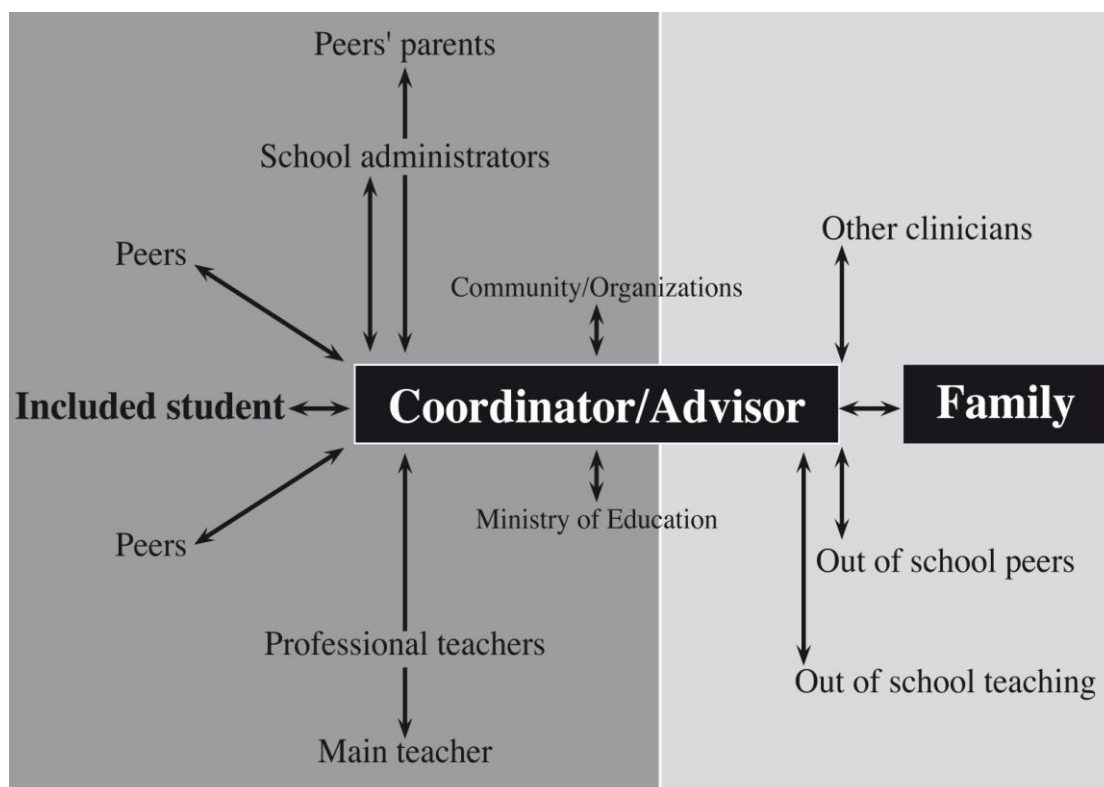 Peers' parents
School administrators
Other clinicians
Peers
Community/Organizations
Included student
Coordinator/Advisor
Family
Ministry of Education
Peers
Out of school peers
Professional teachers
Out of school teaching
Main teacher